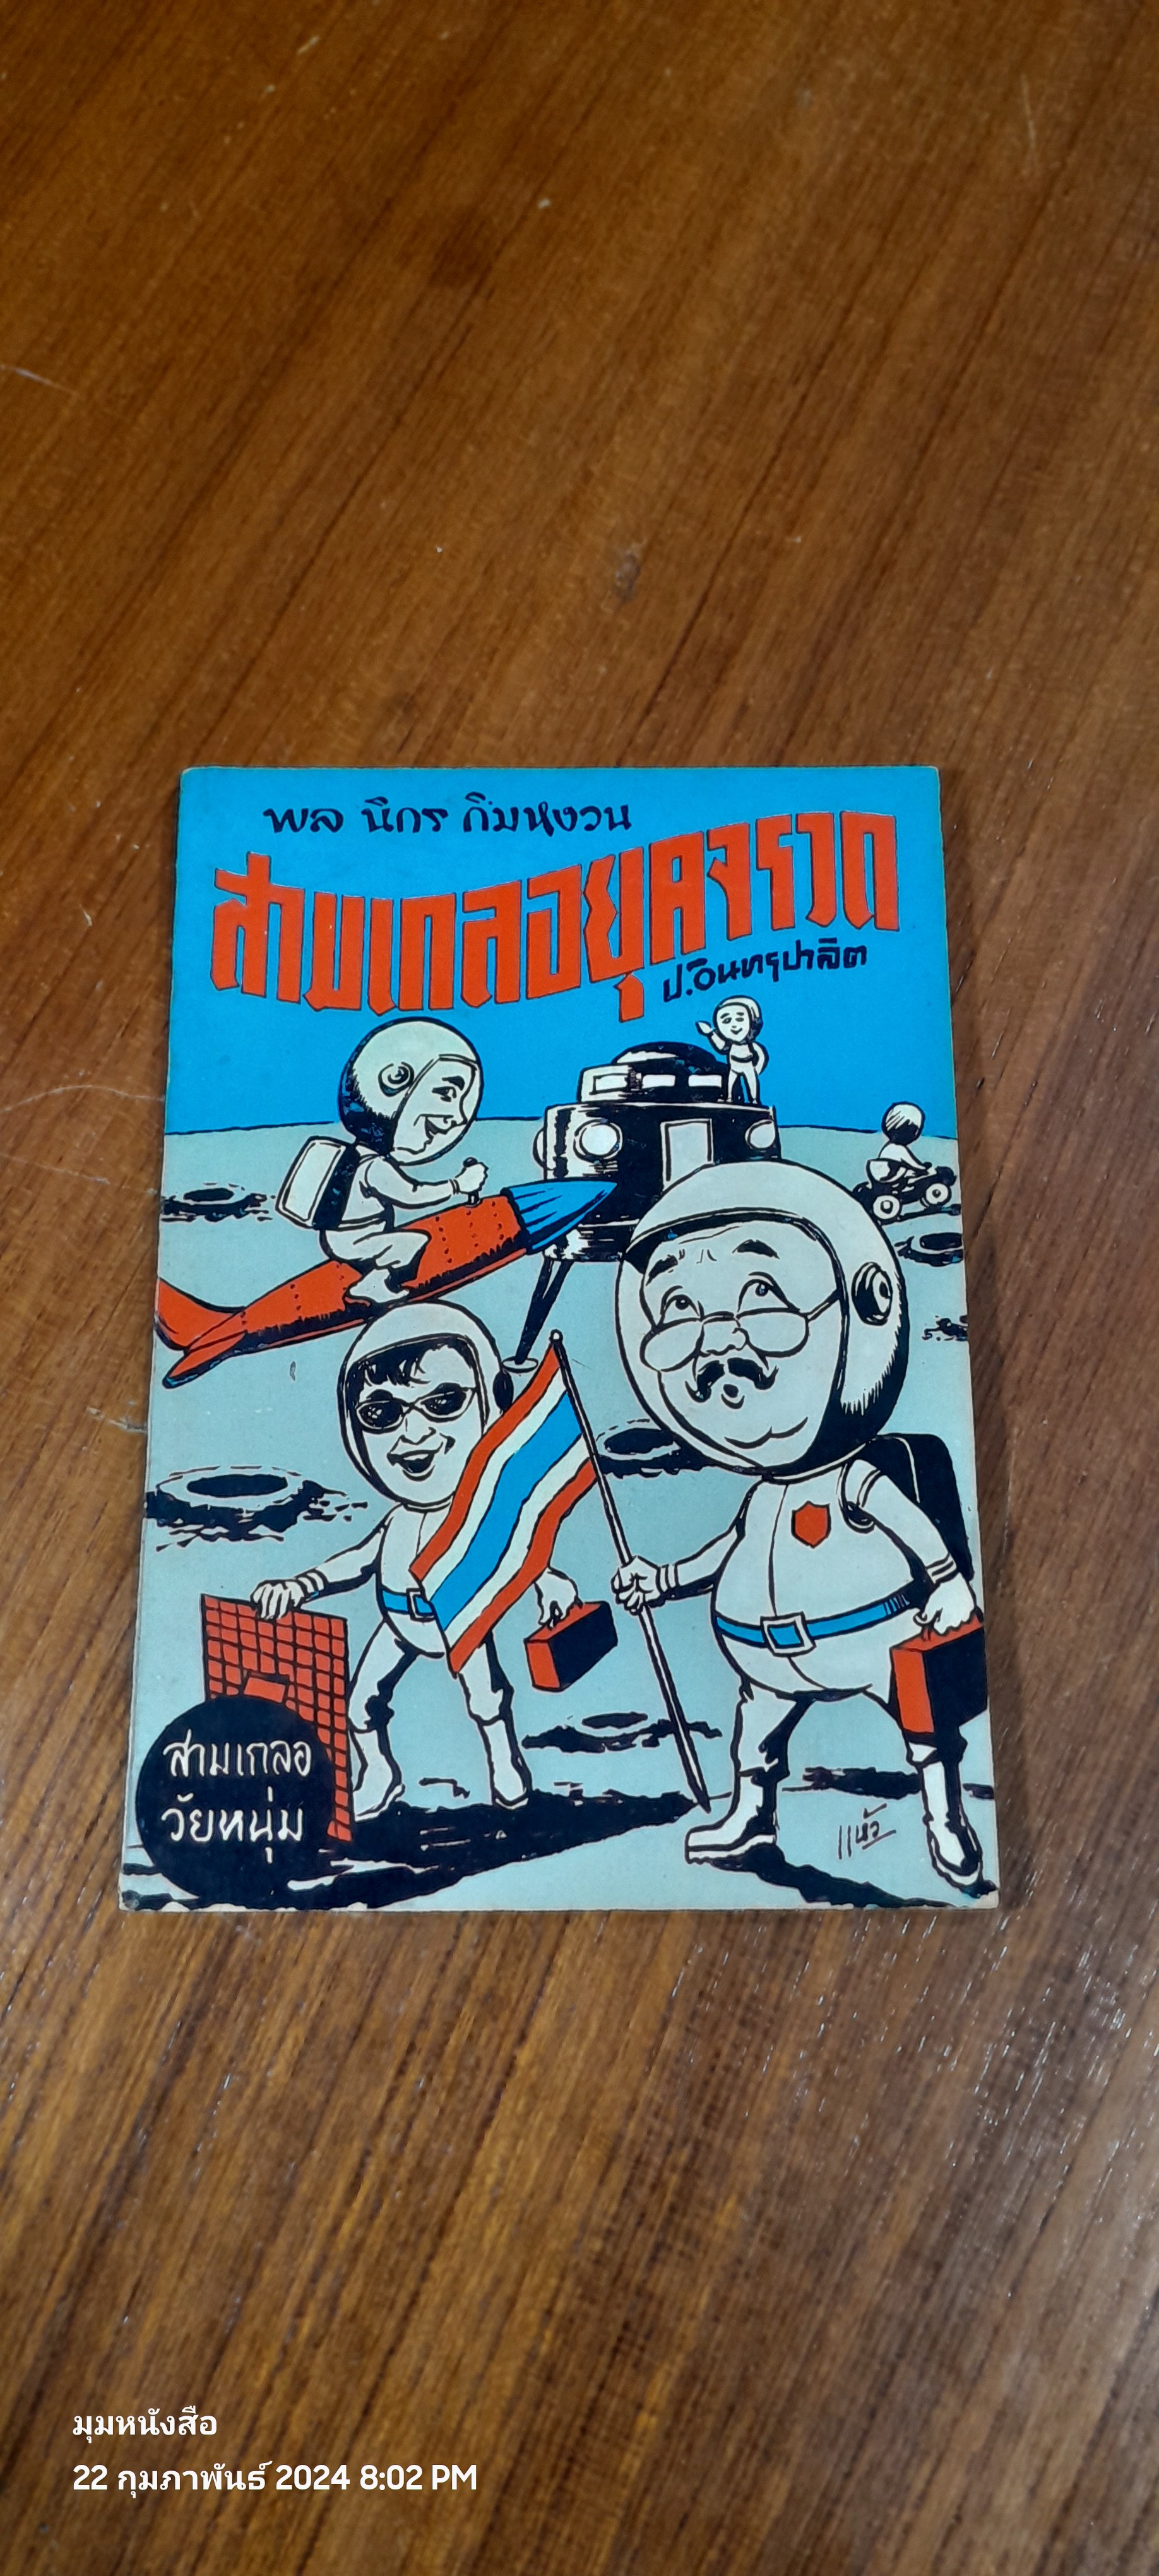 พล นิกร กิมหงวน
สามเกลอยุคจรวด
ป.อินทรปาลิต
สามเกลอ
วัยหนุ่ม
แห้ว
มุมหนังสือ
22 กุมภาพันธ์ 2024 8:02 PM